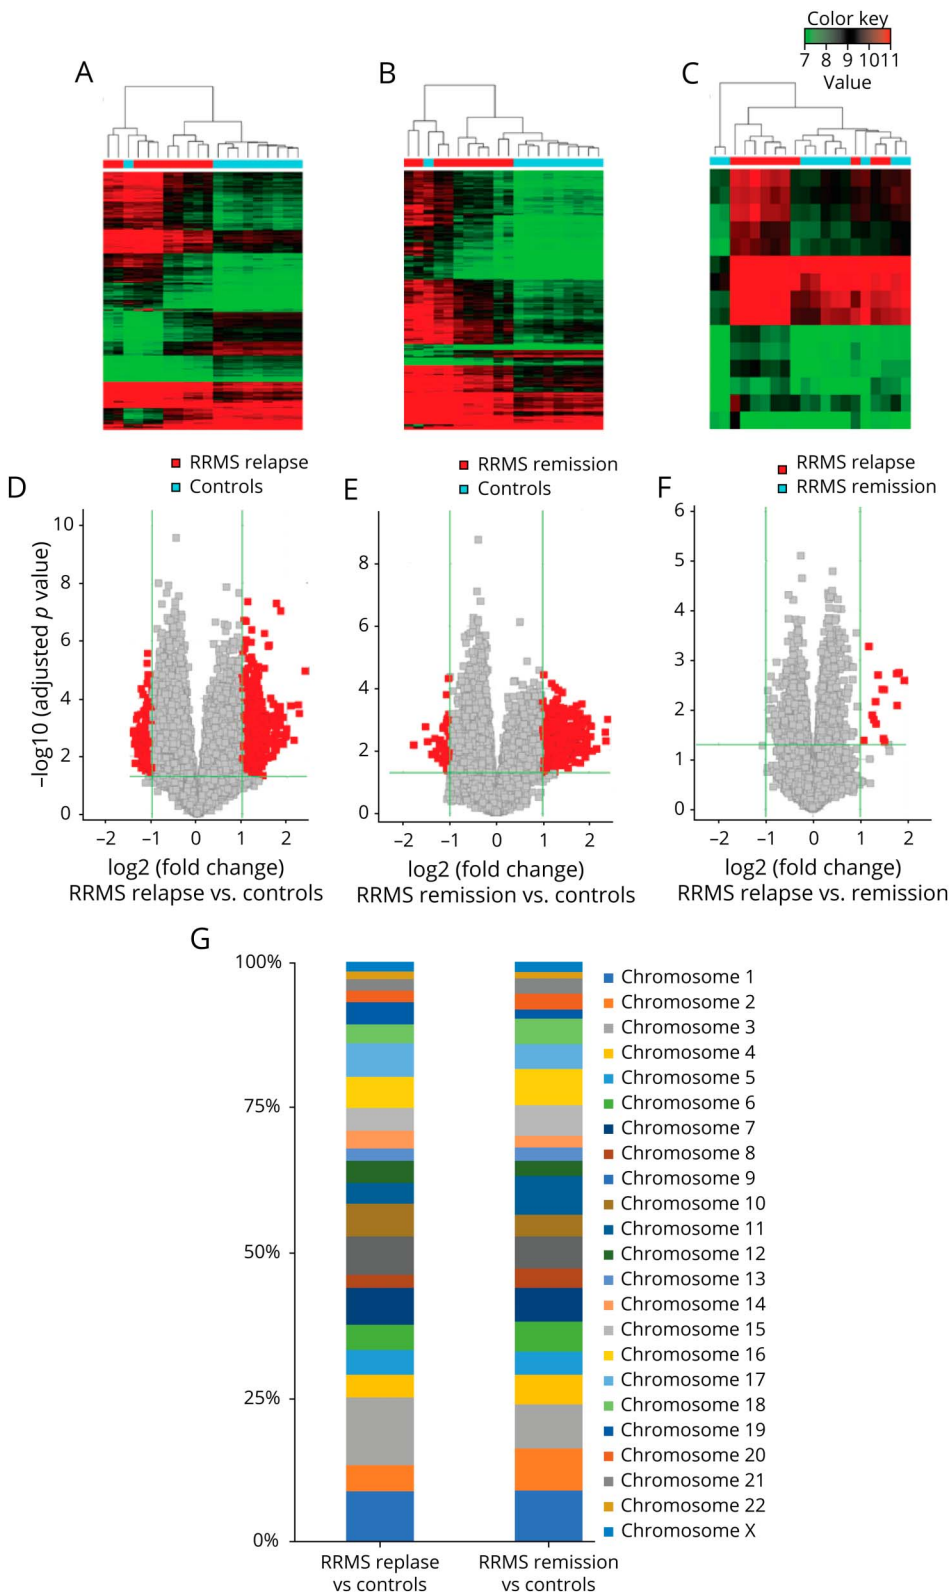 Color key
7 8 9 10 11
Value
A
B
C
RRMS relapse
Controls
RRMS remission
Controls
RRMS relapse
RRMS remission
D
–log10 (adjusted p value)
10
8
6
4
2
0
–2 –1 0 1 2
log2 (fold change)
RRMS relapse vs. controls
E
8
6
4
2
0
–2 –1 0 1 2
log2 (fold change)
RRMS remission vs. controls
F
6
5
4
3
2
1
0
–2 –1 0 1 2
log2 (fold change)
RRMS relapse vs. remission
G
100%
75%
50%
25%
0%
RRMS replase
vs controls
RRMS remission
vs controls
Chromosome 1
Chromosome 2
Chromosome 3
Chromosome 4
Chromosome 5
Chromosome 6
Chromosome 7
Chromosome 8
Chromosome 9
Chromosome 10
Chromosome 11
Chromosome 12
Chromosome 13
Chromosome 14
Chromosome 15
Chromosome 16
Chromosome 17
Chromosome 18
Chromosome 19
Chromosome 20
Chromosome 21
Chromosome 22
Chromosome X